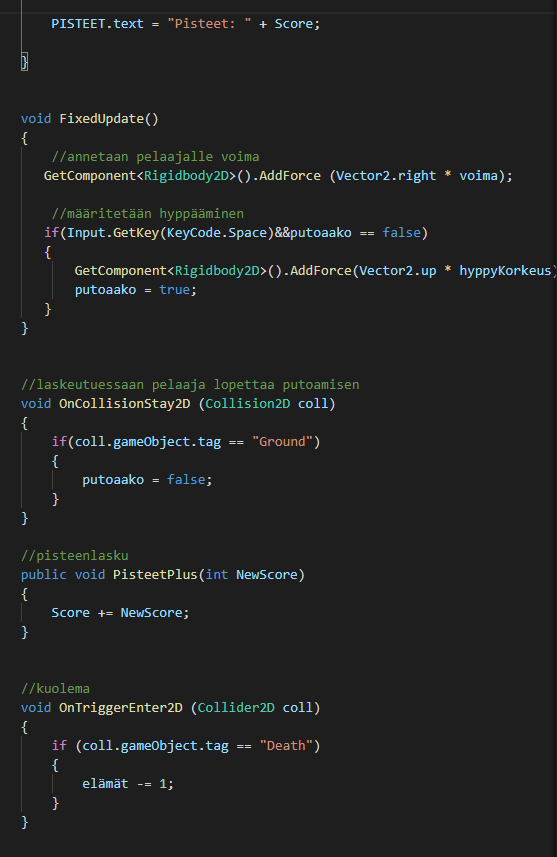 PISTEET.text = "Pisteet: " + Score;
}
void FixedUpdate()
{
//annetaan pelaajalle voima
GetComponent<Rigidbody2D>().AddForce (Vector2.right * voima);
//määritetään hyppääminen
if(Input.GetKey(KeyCode.Space)&&putoaako == false)
{
GetComponent<Rigidbody2D>().AddForce(Vector2.up * hyppyKorkeus)
putoaako = true;
}
}
//laskeutuessaan pelaaja lopettaa putoamisen
void OnCollisionStay2D (Collision2D coll)
{
if(coll.gameObject.tag == "Ground")
{
putoaako = false;
}
}
//pisteenlasku
public void PisteetPlus(int NewScore)
{
Score += NewScore;
}
//kuolema
void OnTriggerEnter2D (Collider2D coll)
{
if (coll.gameObject.tag == "Death")
{
elämät -= 1;
}
}